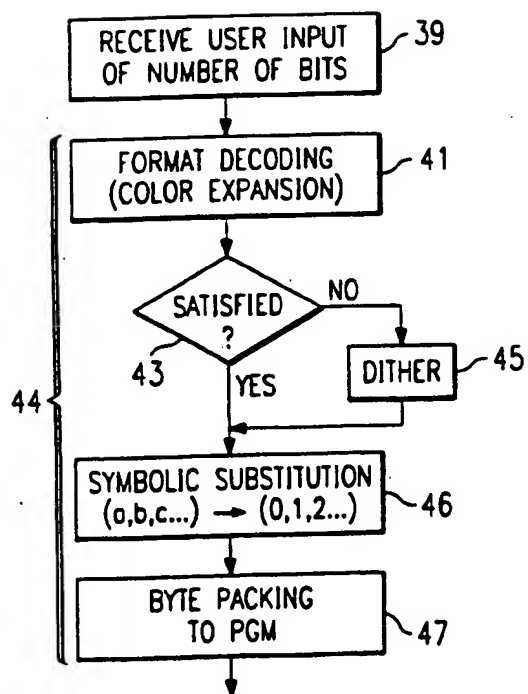 RECEIVE USER INPUT
OF NUMBER OF BITS
39
FORMAT DECODING
(COLOR EXPANSION)
41
SATISFIED
?
NO
43
YES
DITHER
45
44
SYMBOLIC SUBSTITUTION
(a,b,c...) → (0,1,2...)
46
BYTE PACKING
TO PGM
47